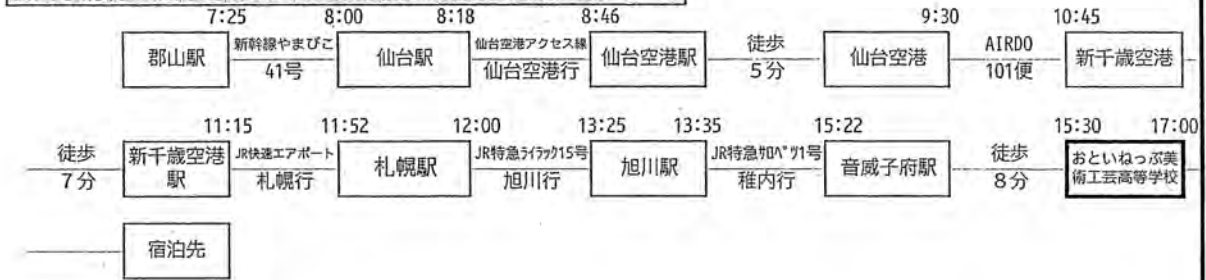 7:25 8:00 8:18 8:46 9:30 10:45
郡山駅 新幹線やまびこ 41号 仙台駅 仙台空港アクセス線 仙台空港行 仙台空港駅 徒歩 5分 仙台空港 AIRDO 101便 新千歳空港
11:15 11:52 12:00 13:25 13:35 15:22 15:30 17:00
徒歩 7分 新千歳空港駅 JR快速エアポート 札幌行 札幌駅 JR特急ライラック15号 旭川行 旭川駅 JR特急サロベツ1号 稚内行 音威子府駅 徒歩 8分 おといねっぷ美術工芸高等学校
宿泊先